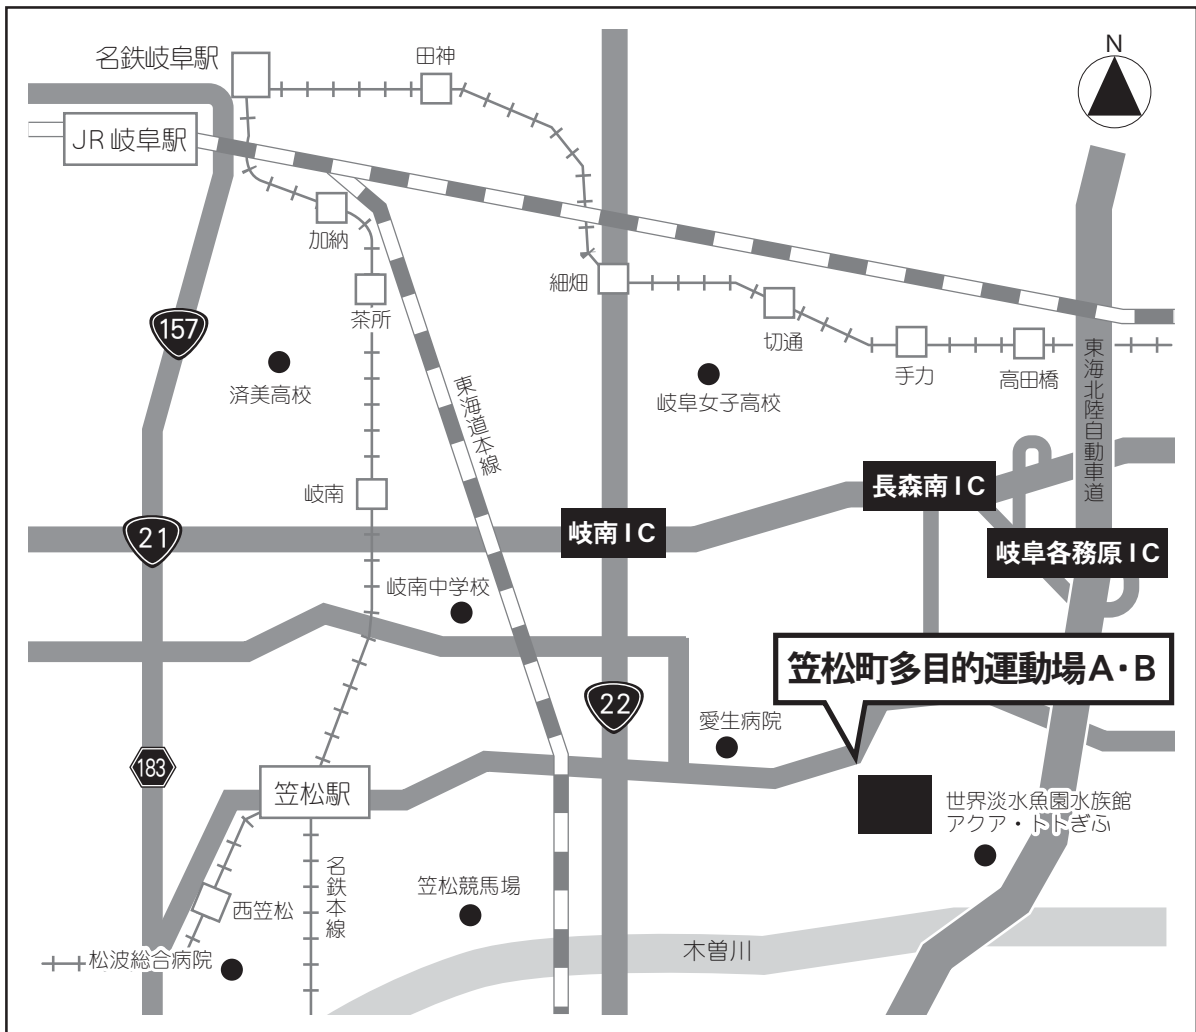 N
名鉄岐阜駅
田神
JR岐阜駅
加納
茶所
細畑
切通
手力
高田橋
157
済美高校
岐阜女子高校
東海道本線
東海北陸自動車道
岐南
長森南IC
21
岐南IC
岐阜各務原IC
岐南中学校
笠松町多目的運動場A・B
22
愛生病院
183
笠松駅
世界淡水魚園水族館
アクア・トトぎふ
名鉄本線
笠松競馬場
西笠松
木曽川
松波総合病院